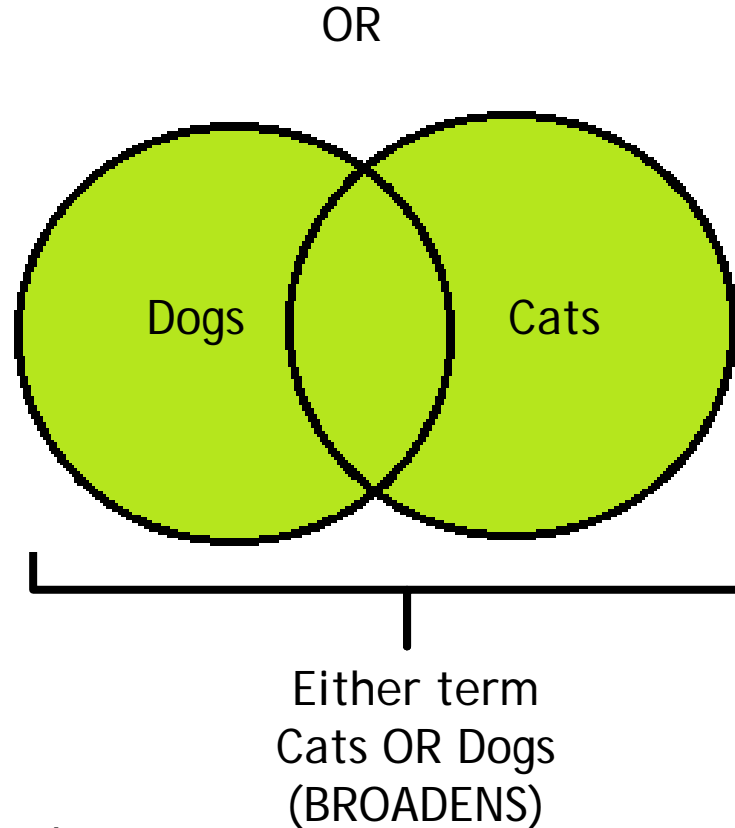 OR
Dogs
Cats
Either term
Cats OR Dogs
(BROADENS)